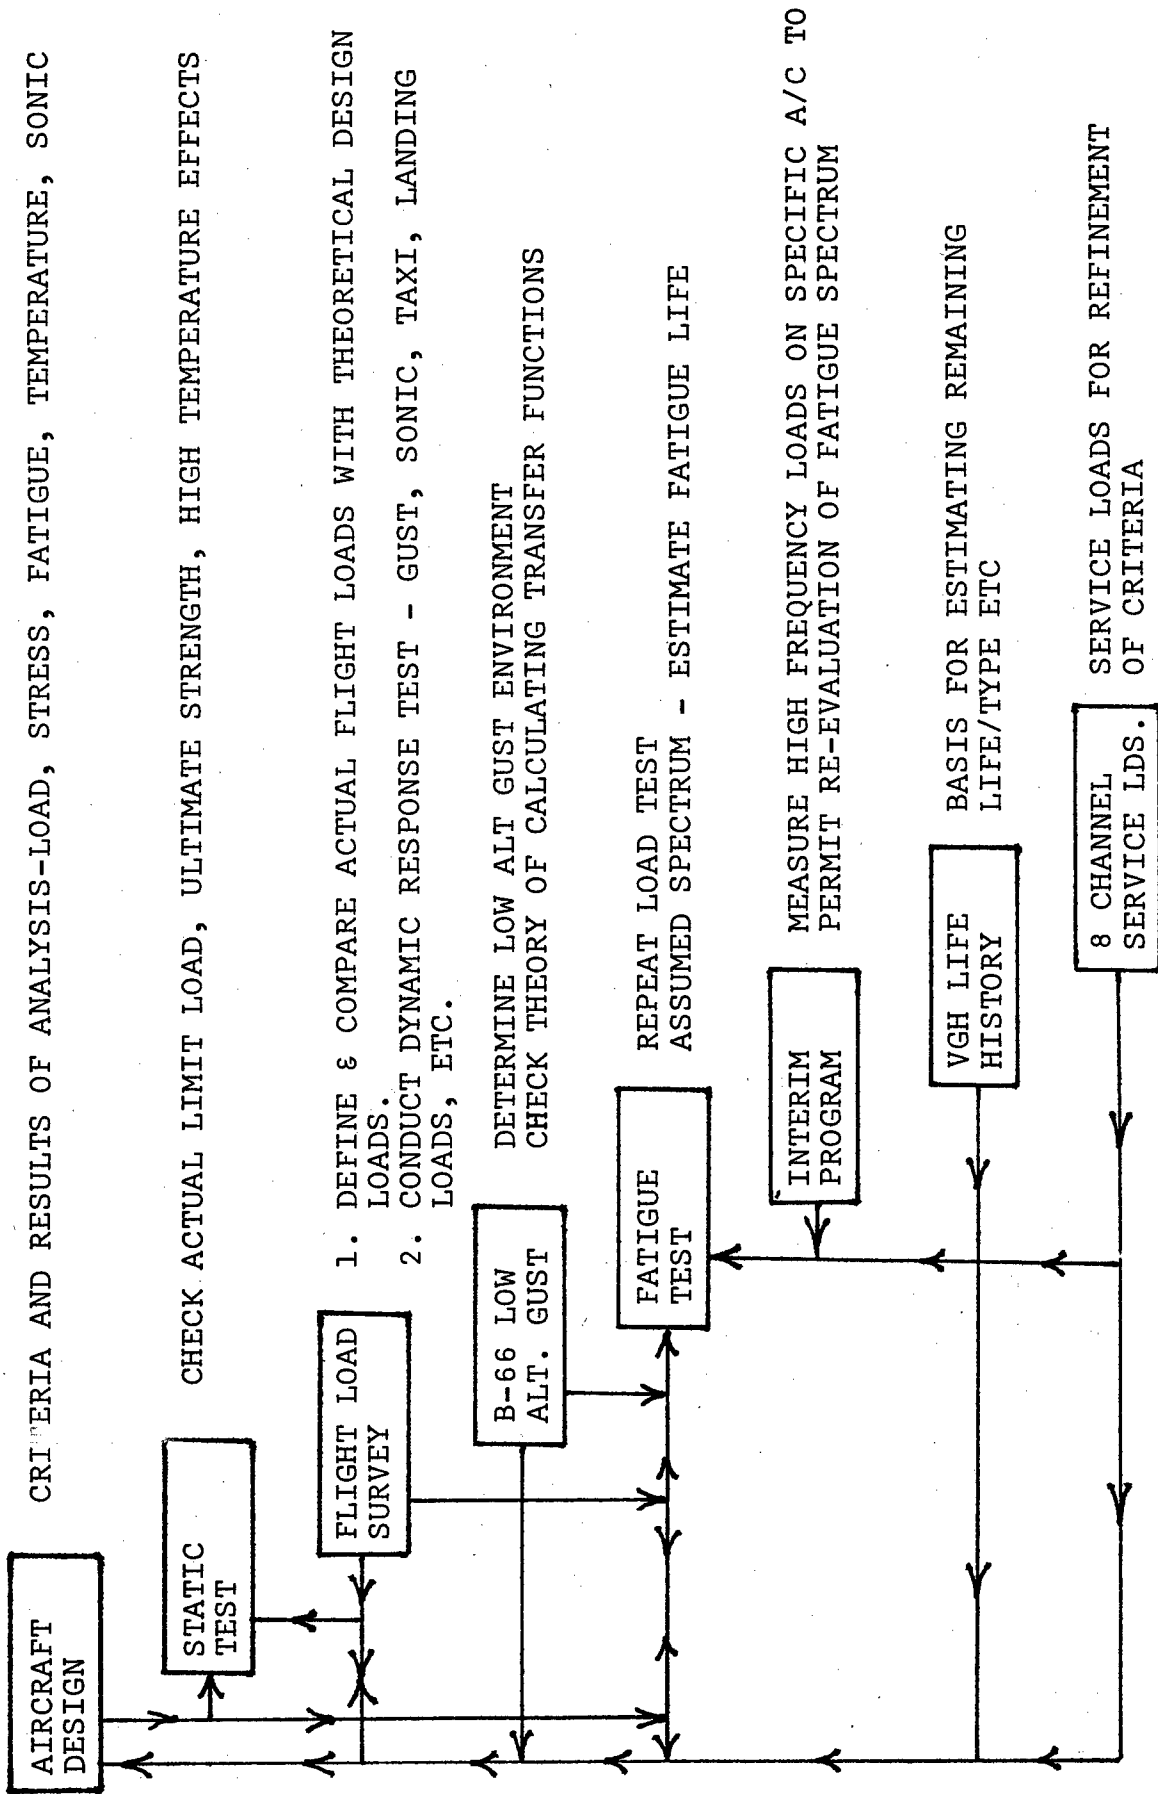 AIRCRAFT
DESIGN
CRITERIA AND RESULTS OF ANALYSIS-LOAD, STRESS, FATIGUE, TEMPERATURE, SONIC
STATIC
TEST
CHECK ACTUAL LIMIT LOAD, ULTIMATE STRENGTH, HIGH TEMPERATURE EFFECTS
FLIGHT LOAD
SURVEY
1. DEFINE & COMPARE ACTUAL FLIGHT LOADS WITH THEORETICAL DESIGN
LOADS.
2. CONDUCT DYNAMIC RESPONSE TEST - GUST, SONIC, TAXI, LANDING
LOADS, ETC.
B-66 LOW
ALT. GUST
DETERMINE LOW ALT GUST ENVIRONMENT
CHECK THEORY OF CALCULATING TRANSFER FUNCTIONS
FATIGUE
TEST
REPEAT LOAD TEST
ASSUMED SPECTRUM - ESTIMATE FATIGUE LIFE
INTERIM
PROGRAM
MEASURE HIGH FREQUENCY LOADS ON SPECIFIC A/C TO
PERMIT RE-EVALUATION OF FATIGUE SPECTRUM
VGH LIFE
HISTORY
BASIS FOR ESTIMATING REMAINING
LIFE/TYPE ETC
8 CHANNEL
SERVICE LDS.
SERVICE LOADS FOR REFINEMENT
OF CRITERIA